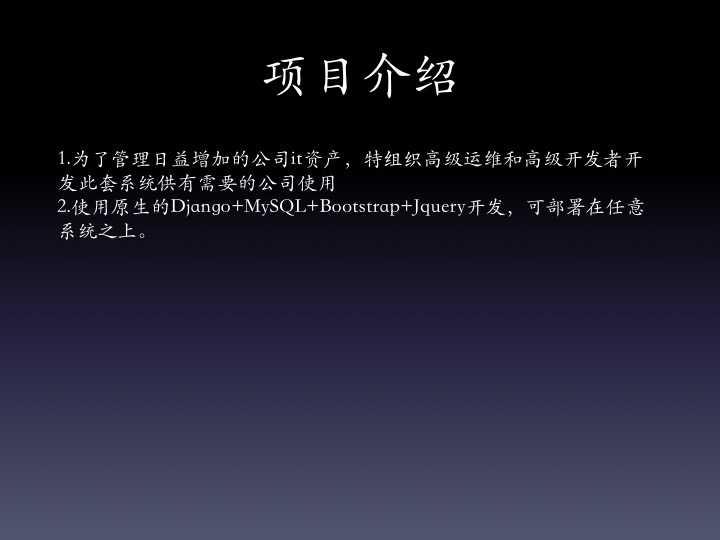 项目介绍
1.为了管理日益增加的公司it资产，特组织高级运维和高级开发者开
发此套系统供有需要的公司使用
2.使用原生的Django+MySQL+Bootstrap+Jquery开发，可部署在任意
系统之上。